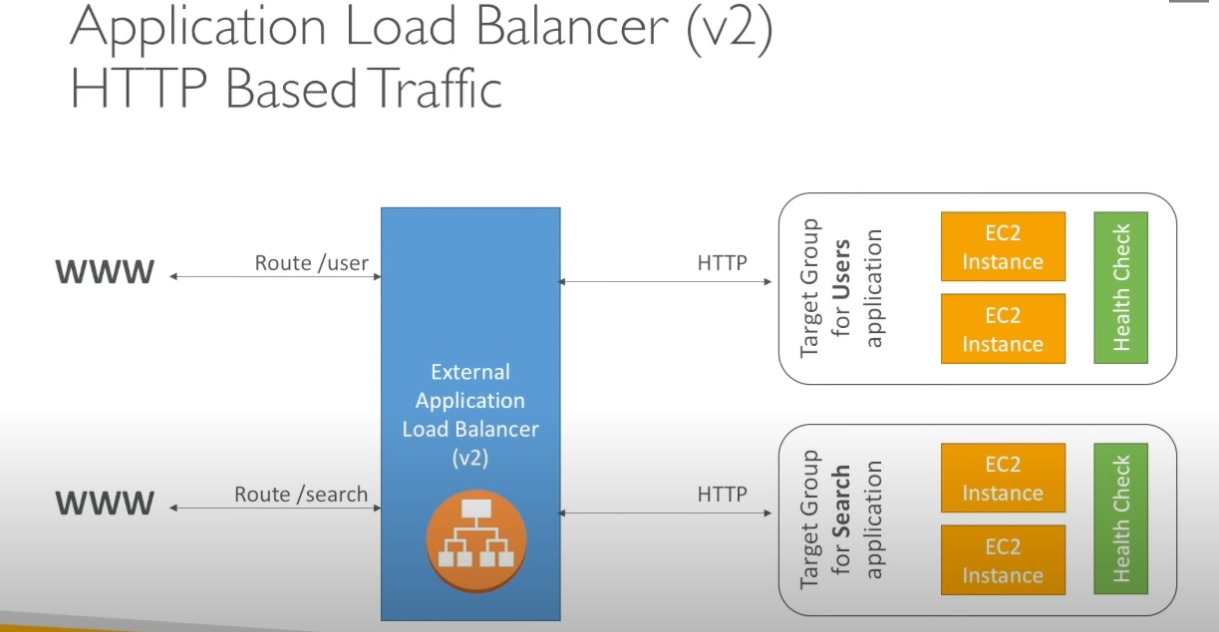 Application Load Balancer (v2)
HTTP Based Traffic
WWW
Route /user
HTTP
Target Group
for Users
application
EC2
Instance
EC2
Instance
Health Check
External
Application
Load Balancer
(v2)
WWW
Route /search
HTTP
Target Group
for Search
application
EC2
Instance
EC2
Instance
Health Check